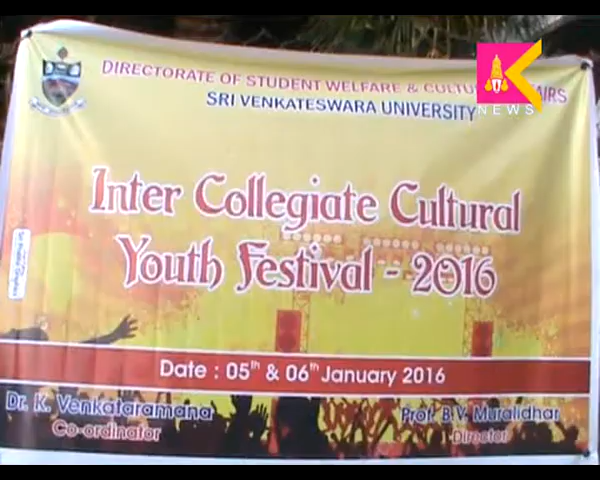 DIRECTORATE OF STUDENT WELFARE & CULTU AIRS
SRI VENKATESWARA UNIVERSITY
K
NEWS
Inter Collegiate Cultural
Youth Festival - 2016
Date : 05th & 06th January 2016
Dr. K. Venkataramana
Co-ordinator
Prof. B.V. Muralidhar
Director